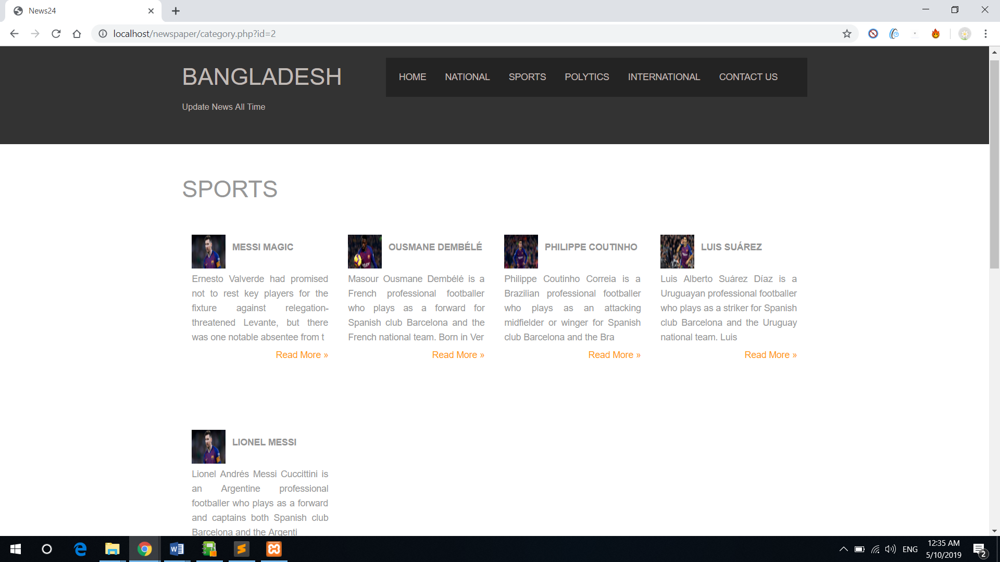 News24
localhost/newspaper/category.php?id=2
BANGLADESH
HOME NATIONAL SPORTS POLYTICS INTERNATIONAL CONTACT US
Update News All Time
SPORTS
MESSI MAGIC
Ernesto Valverde had promised
not to rest key players for the
fixture against relegation-
threatened Levante, but there
was one notable absentee from t
Read More »
OUSMANE DEMBÉLÉ
Masour Ousmane Dembélé is a
French professional footballer
who plays as a forward for
Spanish club Barcelona and the
French national team. Born in Ver
Read More »
PHILIPPE COUTINHO
Philippe Coutinho Correia is a
Brazilian professional footballer
who plays as an attacking
midfielder or winger for Spanish
club Barcelona and the Bra
Read More »
LUIS SUÁREZ
Luis Alberto Suárez Díaz is a
Uruguayan professional footballer
who plays as a striker for Spanish
club Barcelona and the Uruguay
national team. Luis
Read More »
LIONEL MESSI
Lionel Andrés Messi Cuccittini is
an Argentine professional
footballer who plays as a forward
and captains both Spanish club
Barcelona and the Argenti
ENG
12:35 AM
5/10/2019
2